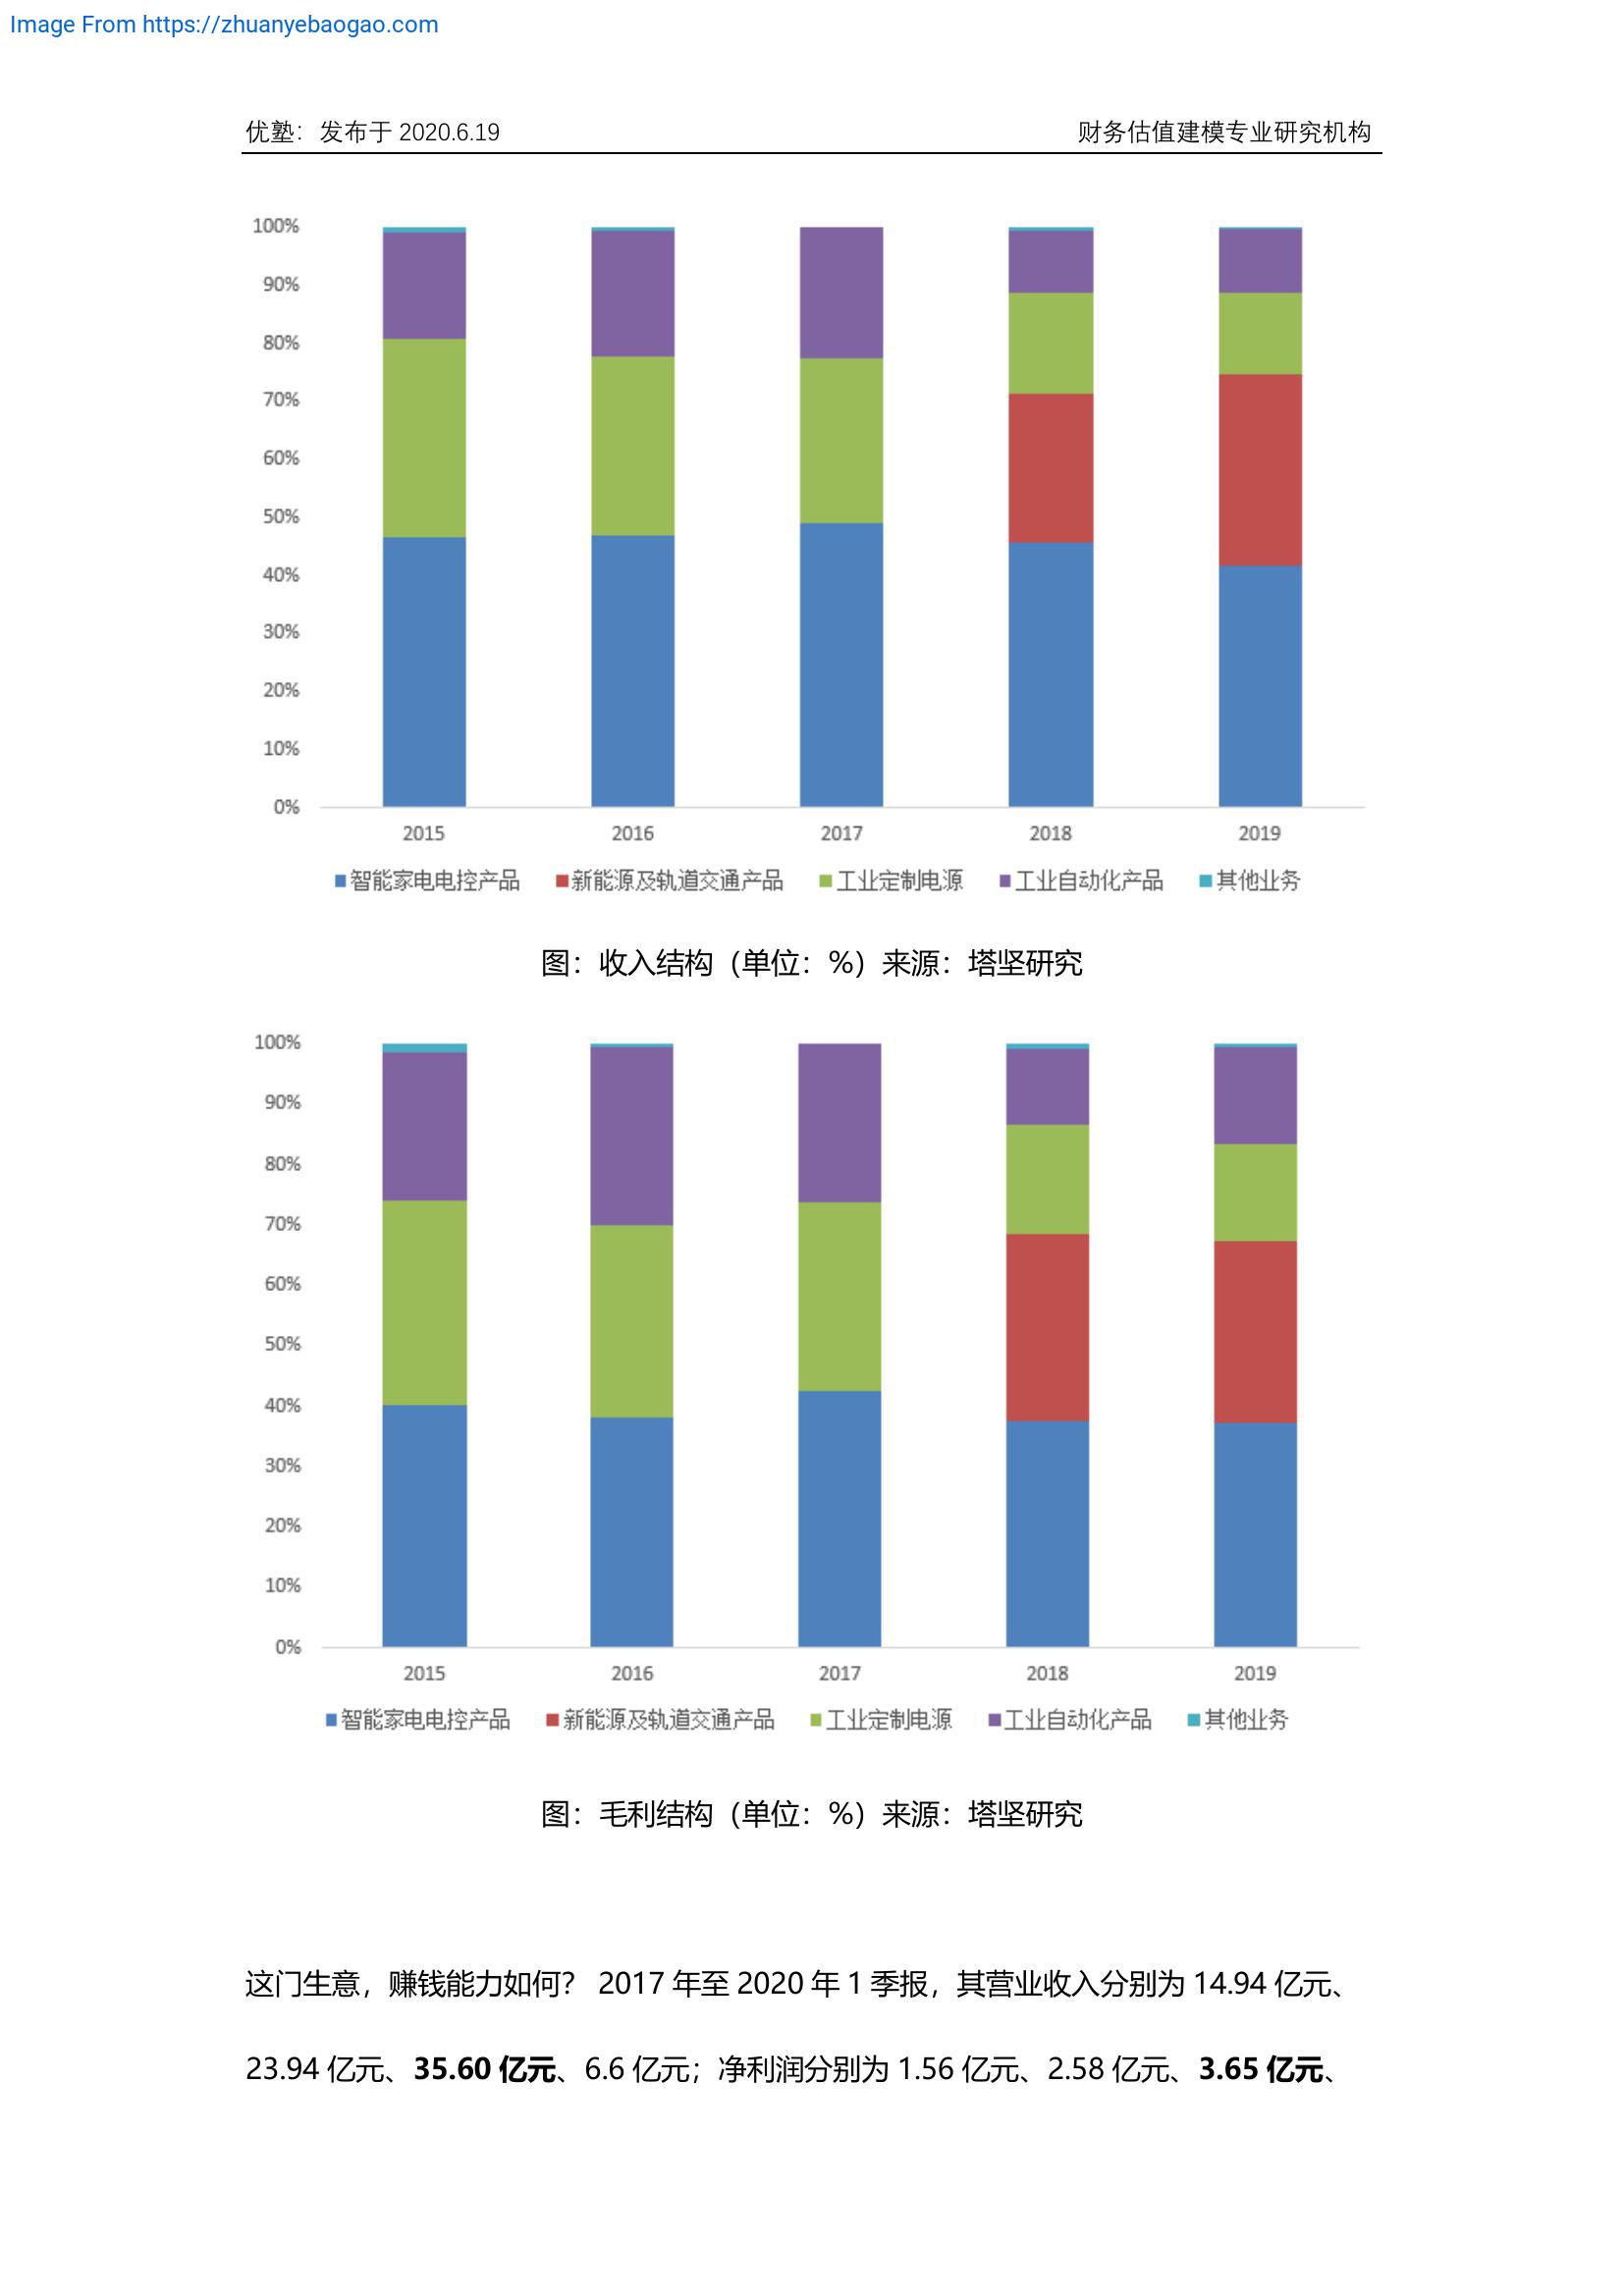 Image From https://zhuanyebaogao.com
优塾：发布于 2020.6.19 财务估值建模专业研究机构
100%
90%
80%
70%
60%
50%
40%
30%
20%
10%
0%
2015 2016 2017 2018 2019
智能家电电控产品 新能源及轨道交通产品 工业定制电源 工业自动化产品 其他业务
图：收入结构（单位：%）来源：塔坚研究
100%
90%
80%
70%
60%
50%
40%
30%
20%
10%
0%
2015 2016 2017 2018 2019
智能家电电控产品 新能源及轨道交通产品 工业定制电源 工业自动化产品 其他业务
图：毛利结构（单位：%）来源：塔坚研究
这门生意，赚钱能力如何？ 2017 年至 2020 年 1 季报，其营业收入分别为 14.94 亿元、
23.94 亿元、35.60 亿元、6.6 亿元；净利润分别为 1.56 亿元、2.58 亿元、3.65 亿元、